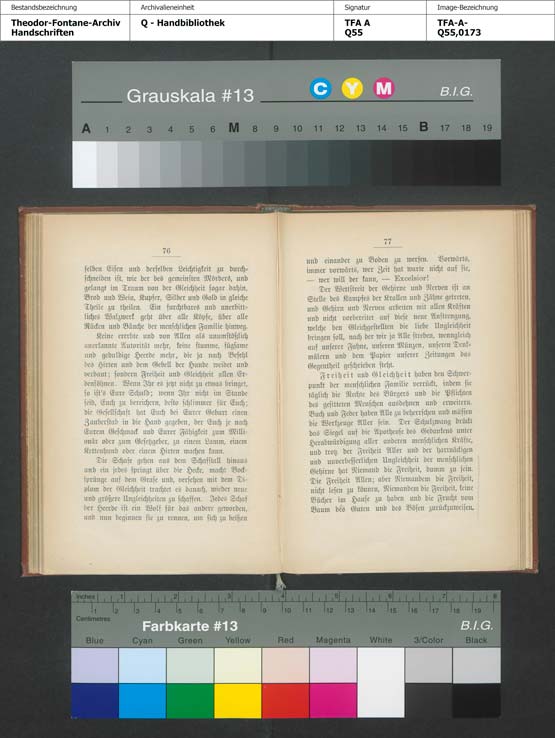 Bestandsbezeichnung
Archivalieneinheit
Signatur
Image-Bezeichnung
Theodor-Fontane-Archiv
Handschriften
Q - Handbibliothek
TFA A
Q55
TFA-A-
Q55,0173
Grauskala #13
C Y M
B.I.G.
A 1 2 3 4 5 6 M 8 9 10 11 12 13 14 15 B 17 18 19
76
selben Eisen und derselben Leichtigkeit zu durch-
schneiden ist, wie der des gemeinsten Mörders, und
gelangt im Traum von der Gleichheit sogar dahin,
Brod und Wein, Kupfer, Silber und Gold in gleiche
Theile zu theilen. Ein furchtbares und unerbitt-
liches Walzwerk geht über alle Köpfe, über alle
Rücken und Bäuche der menschlichen Familie hinweg.
Keine ererbte und von Allen als unumstößlich
anerkannte Autorität mehr, keine stumme, fügsame
und geduldige Heerde mehr, die ja nach Befehl
des Hirten und dem Gebell der Hunde weidet und
verdaut; sondern Freiheit und Gleichheit allen Er-
densöhnen. Wenn Ihr es jetzt nicht zu etwas bringet,
so ist's Eure Schuld; wenn Ihr nicht im Stande
seid, Euch zu bereichern, desto schlimmer für Euch;
die Gesellschaft hat Euch bei Eurer Geburt einen
Zauberstab in die Hand gegeben, der Euch je nach
Eurem Geschmack und Eurer Fähigkeit zum Milli-
onär oder zum Gesetzgeber, zu einem Lamm, einem
Kettenhund oder einem Hirten machen kann.
Die Schafe gehen aus dem Schafstall hinaus
und ein jedes springt über die Hecke, macht Bock-
sprünge auf dem Grase und, versehen mit dem Di-
plom der Gleichheit trachtet es danach, wieder neue
und größere Ungleichheiten zu schaffen. Jedes Schaf
der Heerde ist ein Wolf für das andere geworden,
und nun beginnen sie zu rennen, um sich zu beißen
77
und einander zu Boden zu werfen. Vorwärts,
immer vorwärts, wer Zeit hat warte nicht auf sie,
— wer will der kann, — Excelsior!
Der Wettstreit der Gehirne und Nerven ist an
Stelle des Kampfes der Krallen und Zähne getreten,
und Gehirn und Nerven arbeiten mit allen Kräften
und nicht vorbereitet auf diese neue Anstrengung,
welche den Gleichgestellten die liebe Ungleichheit
bringen soll, nach der wir ja Alle streben, wenngleich
auf unserer Fahne, unseren Münzen, unseren Denk-
mälern und dem Papier unserer Zeitungen das
Gegentheil geschrieben steht.
Freiheit und Gleichheit haben den Schwer-
punkt der menschlichen Familie verrückt, indem sie
täglich die Rechte des Bürgers und die Pflichten
des gesitteten Menschen ausdehnen und erweitern.
Buch und Feder haben Alle zu beherrschen und müssen
die Werkzeuge Aller sein. Der Schulzwang drückt
das Siegel auf die Apotheose des Gedankens unter
Herabwürdigung aller anderen menschlichen Kräfte,
und trotz der Freiheit Aller und der hartnäckigen
und unverbesserlichen Ungleichheit der menschlichen
Gehirne hat Niemand die Freiheit, dumm zu sein.
Die Freiheit Allen; aber Niemandem die Freiheit,
nicht lesen zu können, Niemandem die Freiheit, keine
Bücher im Hause zu haben und die Frucht vom
Baum des Guten und des Bösen zurückzuweisen.
Inches 1 2 3 4 5 6 7 8
Centimetres 1 2 3 4 5 6 7 8 9 10 11 12 13 14 15 16 17 18 19
Farbkarte #13
B.I.G.
Blue Cyan Green Yellow Red Magenta White 3/Color Black